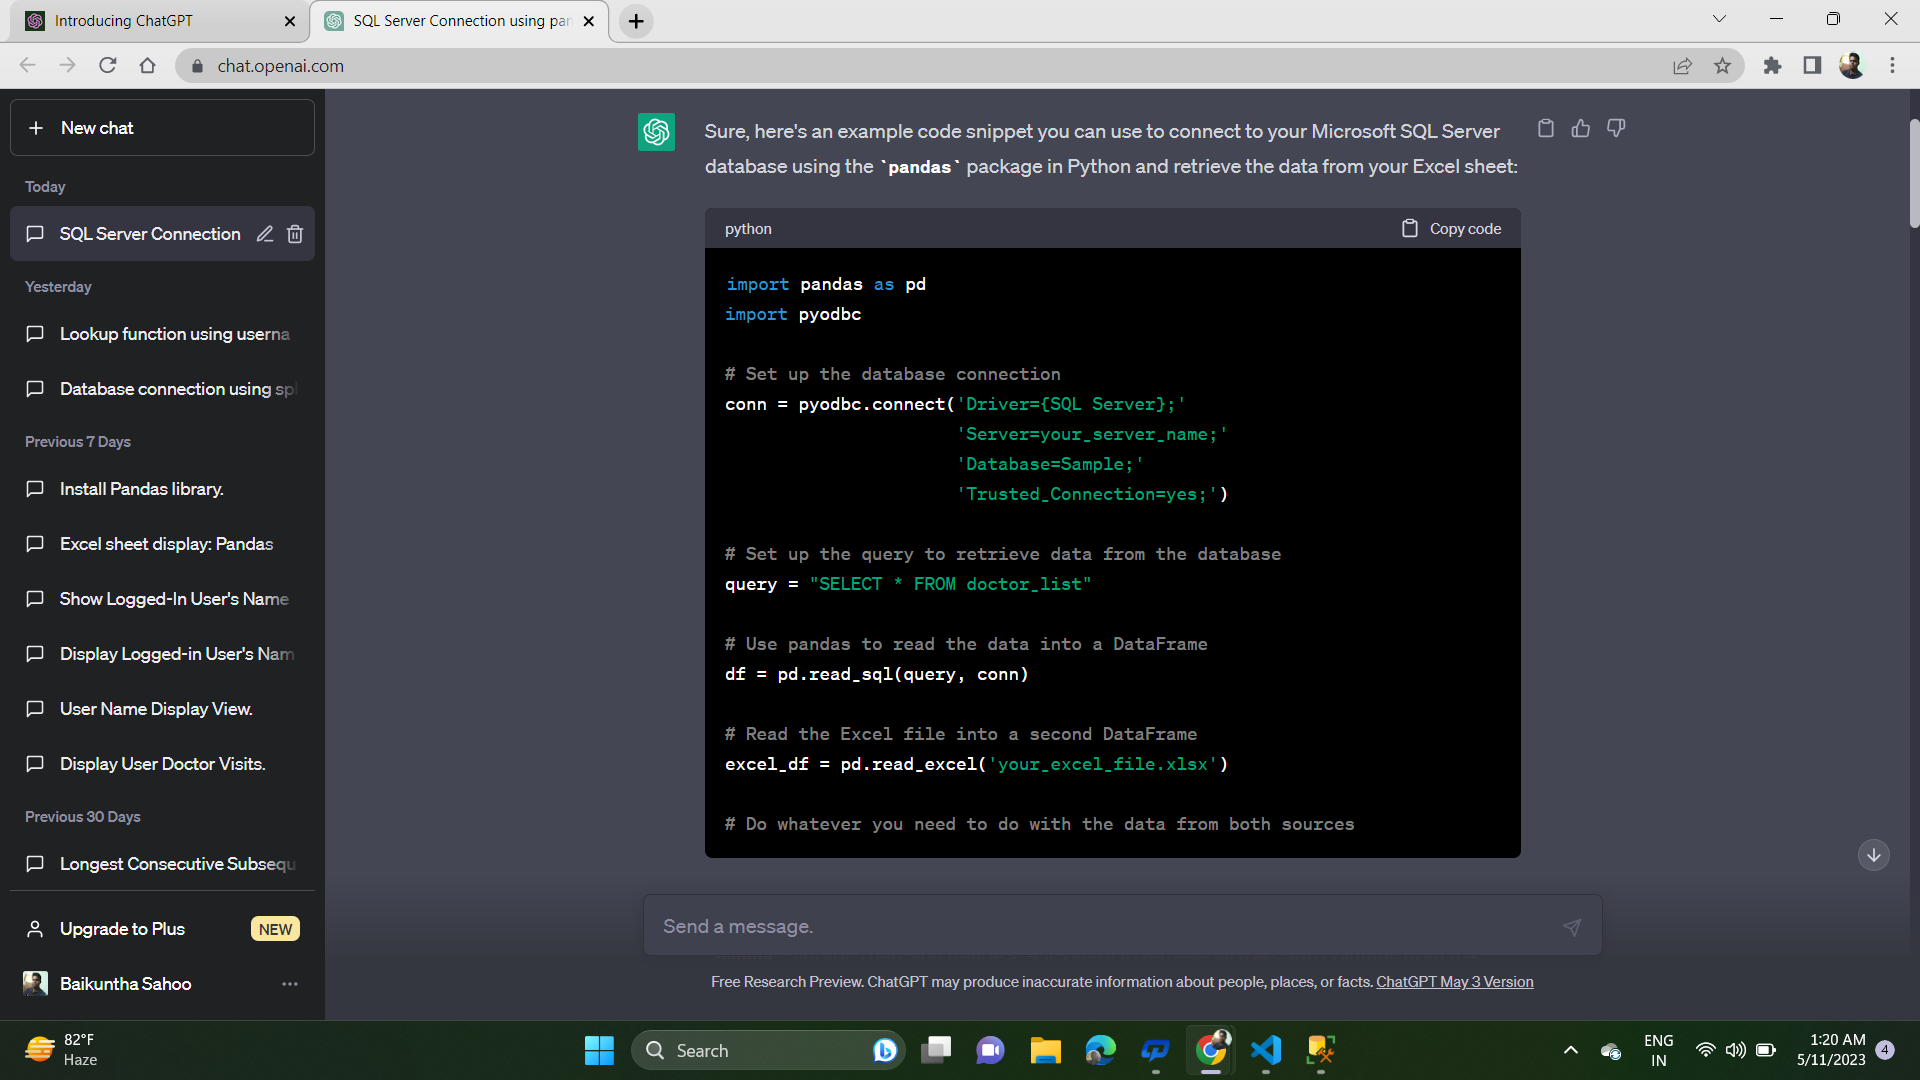 Introducing ChatGPT
SQL Server Connection using pan
chat.openai.com
New chat
Today
SQL Server Connection
Yesterday
Lookup function using userna
Database connection using spl
Previous 7 Days
Install Pandas library.
Excel sheet display: Pandas
Show Logged-In User's Name
Display Logged-in User's Nam
User Name Display View.
Display User Doctor Visits.
Previous 30 Days
Longest Consecutive Subsequ
Upgrade to Plus NEW
Baikuntha Sahoo
Sure, here's an example code snippet you can use to connect to your Microsoft SQL Server
database using the `pandas` package in Python and retrieve the data from your Excel sheet:
python Copy code
import pandas as pd
import pyodbc
# Set up the database connection
conn = pyodbc.connect('Driver={SQL Server};'
'Server=your_server_name;'
'Database=Sample;'
'Trusted_Connection=yes;')
# Set up the query to retrieve data from the database
query = "SELECT * FROM doctor_list"
# Use pandas to read the data into a DataFrame
df = pd.read_sql(query, conn)
# Read the Excel file into a second DataFrame
excel_df = pd.read_excel('your_excel_file.xlsx')
# Do whatever you need to do with the data from both sources
Send a message.
Free Research Preview. ChatGPT may produce inaccurate information about people, places, or facts. ChatGPT May 3 Version
82°F
Haze
Search
ENG
IN
1:20 AM
5/11/2023
4